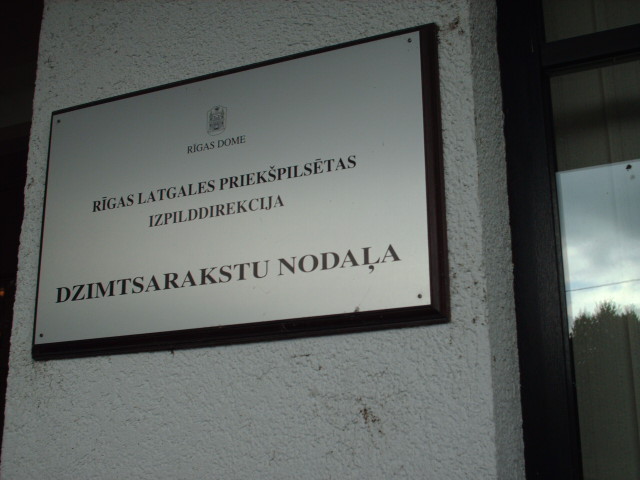 RĪGAS DOME
RĪGAS LATGALES PRIEKŠPILSĒTAS
IZPILDDIREKCIJA
DZIMTSARAKSTU NODAĻA